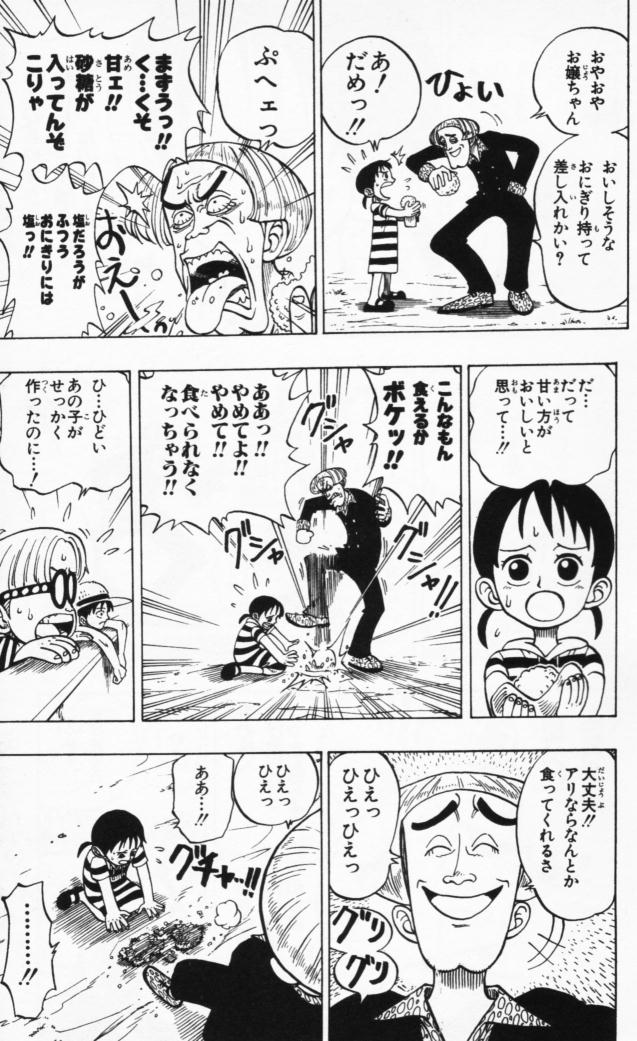 おやおや
お嬢ちゃん
おいしそうな
おにぎり持って
差し入れかい？
ひょい
あ！
だめっ!!
ぷヘェっ
まずうっ!!
く…くそ
甘ェ!!
砂糖が
入ってんぞ
こりゃ
おえーっ
塩だろうが
ふつう
おにぎりには
塩っ!!
だ…
だって
甘い方が
おいしいと
思って…!!
こんなもん
食えるか
ボケッ!!
グシャ
グシャ
グシャッ!!
ああっ!!
やめてよ!!
やめて!!
食べられなく
なっちゃう!!
ひ…ひどい
あの子が
せっかく
作ったのに…！
大丈夫!!
アリならなんとか
食ってくれるさ
ひえっ
ひえっひえっ
グリ
グリ
ひえっ
ひえっ
ああ…!!
グチャッ…!!
………!!